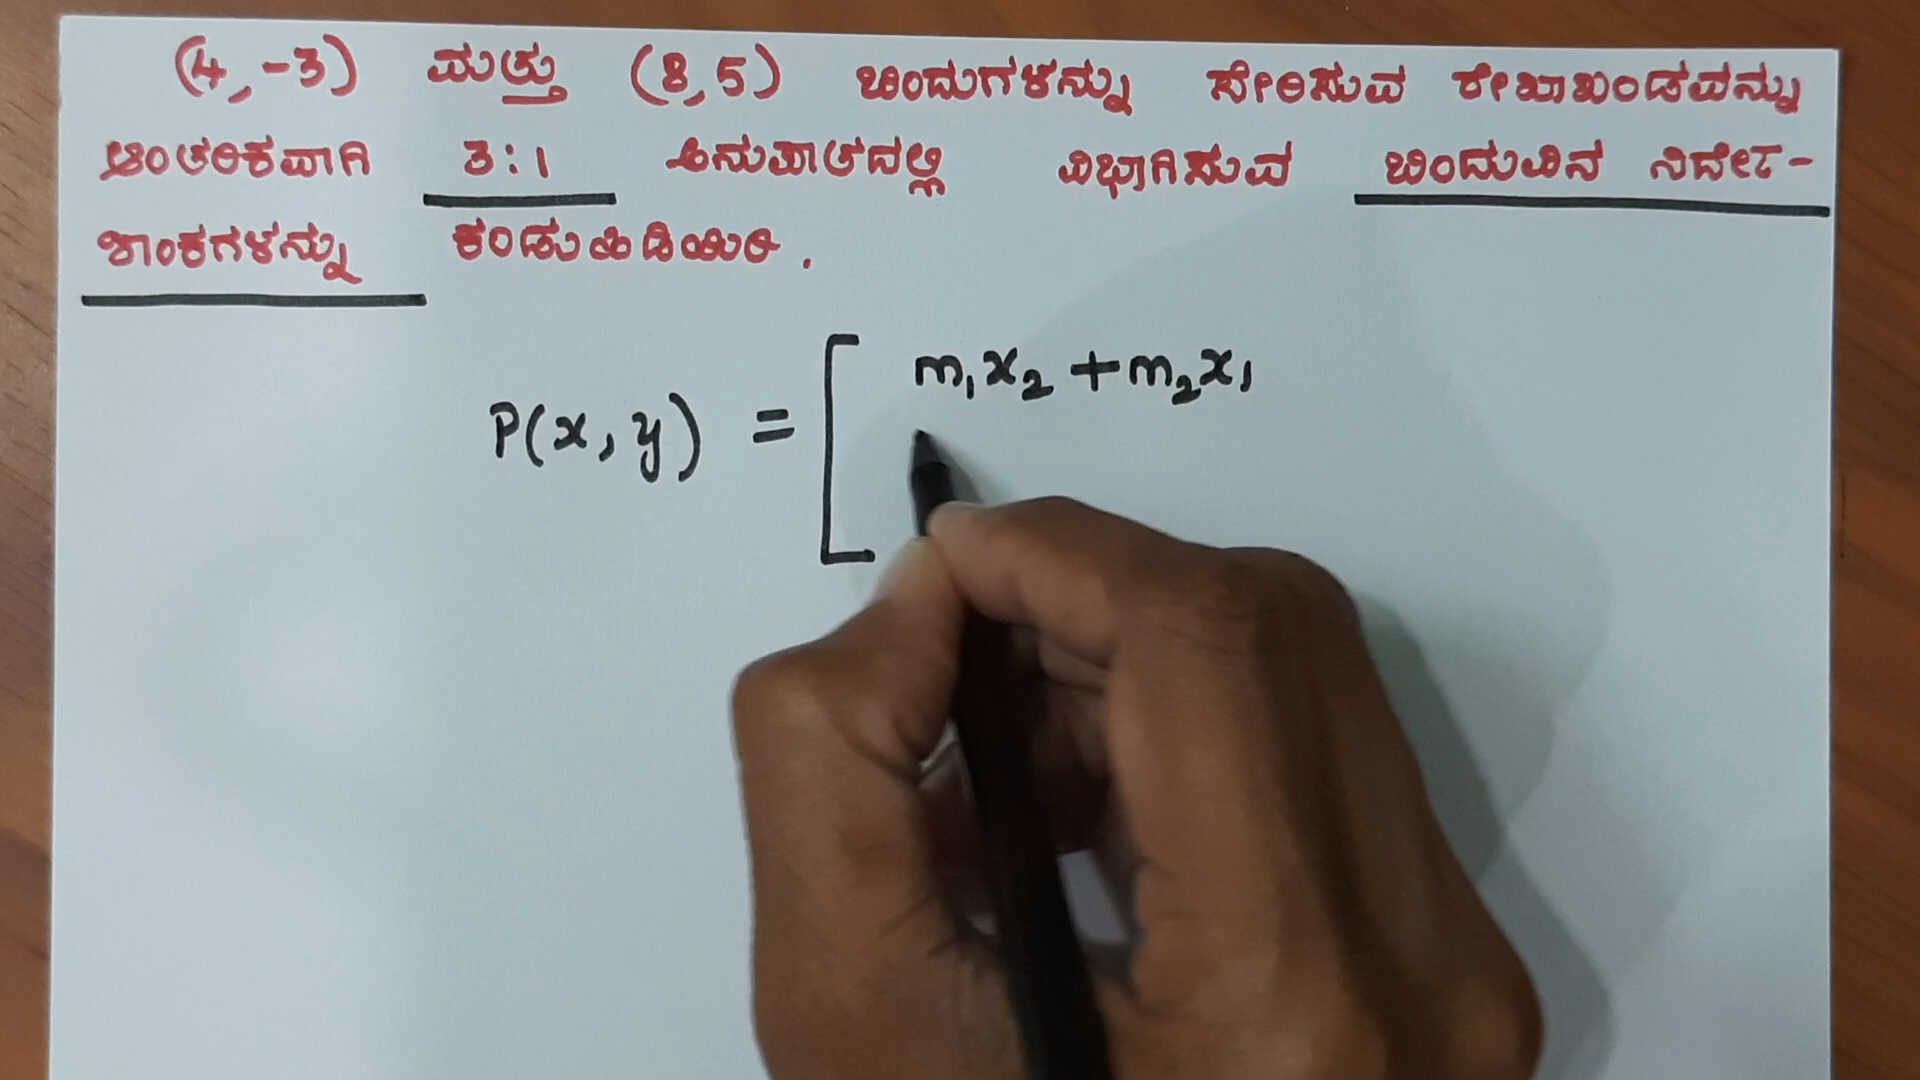 (4, -3) ಮತ್ತು (8, 5) ಬಿಂದುಗಳನ್ನು ಸೇರಿಸುವ ರೇಖಾಖಂಡವನ್ನು
ಆಂತರಿಕವಾಗಿ 3:1 ಅನುಪಾತದಲ್ಲಿ ವಿಭಾಗಿಸುವ ಬಿಂದುವಿನ ನಿರ್ದೇ-
ಶಾಂಕಗಳನ್ನು ಕಂಡುಹಿಡಿಯಿರಿ.
P(x, y) = [ m₁x₂ + m₂x₁